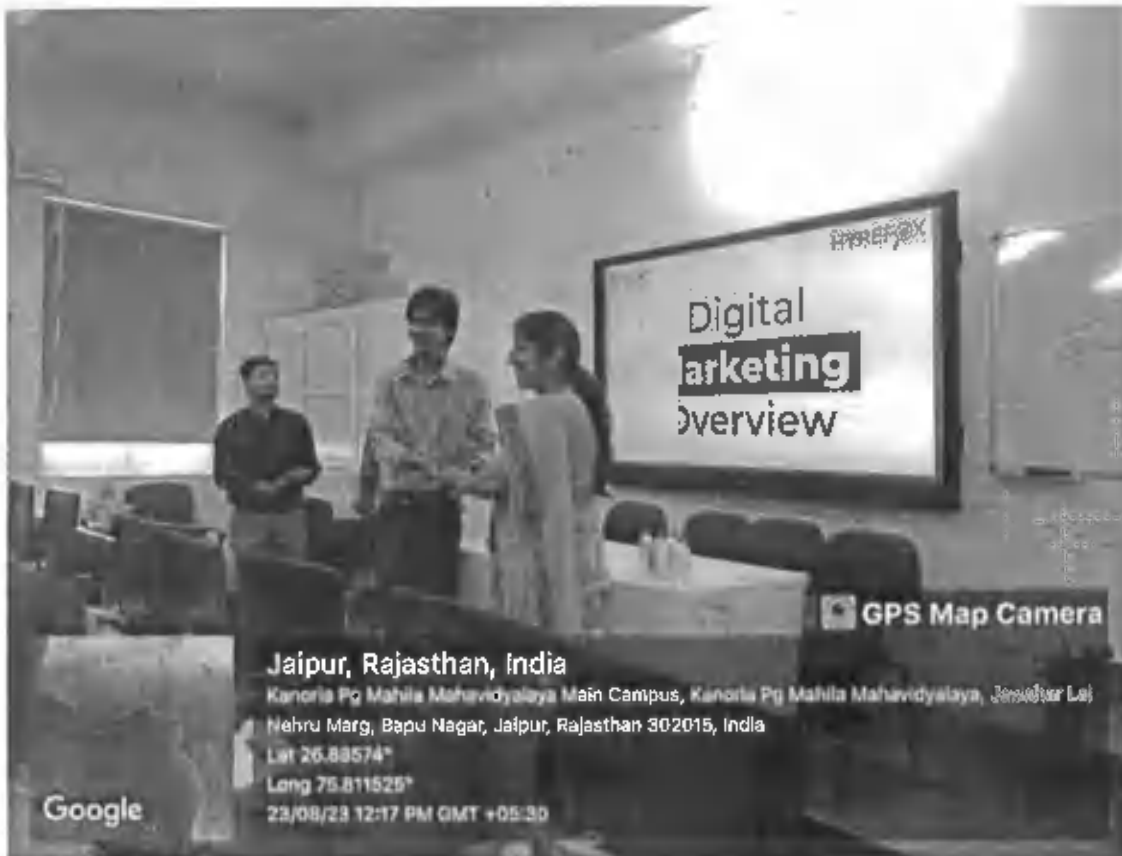 HYREFOX
Digital
arketing
Overview
GPS Map Camera
Jaipur, Rajasthan, India
Kanoria Pg Mahila Mahavidyalaya Main Campus, Kanoria Pg Mahila Mahavidyalaya, Jawahar Lal
Nehru Marg, Bapu Nagar, Jaipur, Rajasthan 302015, India
Lat 26.88574°
Long 75.811525°
23/08/23 12:17 PM GMT +05:30
Google